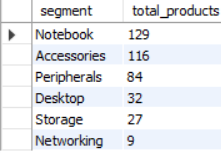 segment total_products
Notebook 129
Accessories 116
Peripherals 84
Desktop 32
Storage 27
Networking 9